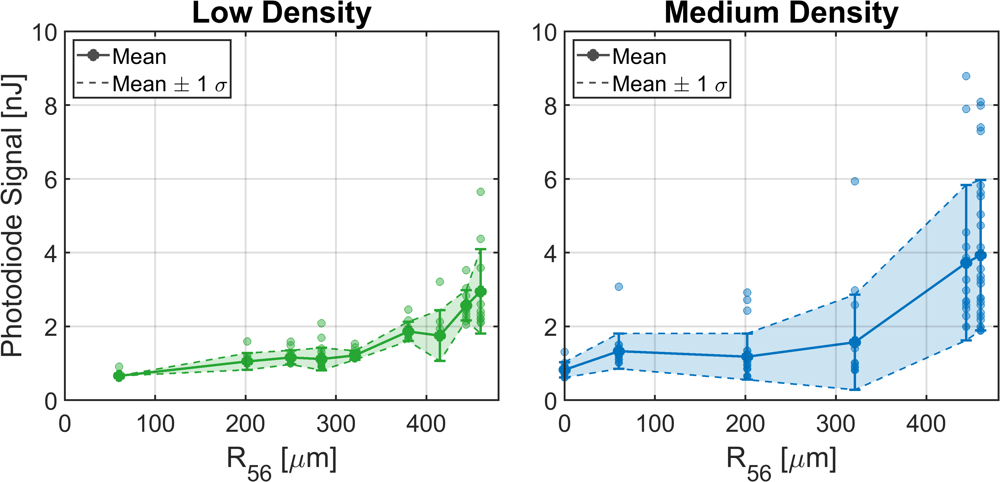 Low Density
Medium Density
Photodiode Signal [nJ]
10
8
6
4
2
0
Mean
Mean ± 1 σ
0 100 200 300 400
R56 [μm]
10
8
6
4
2
0
Mean
Mean ± 1 σ
0 100 200 300 400
R56 [μm]